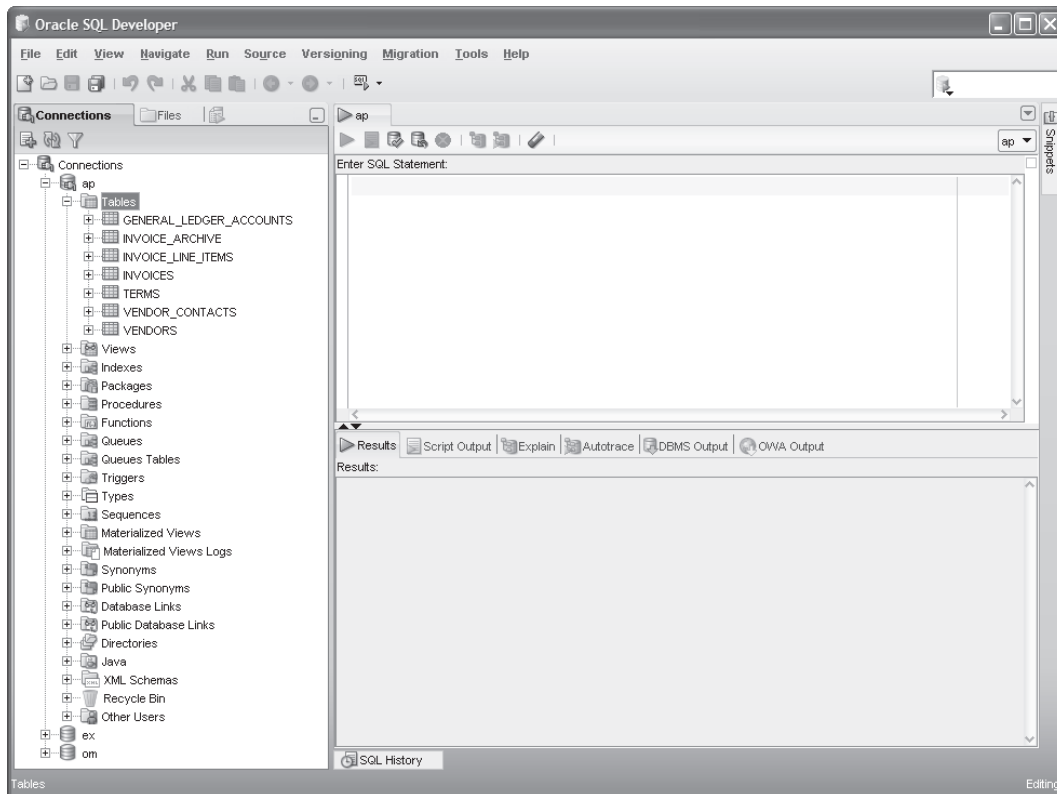 Oracle SQL Developer
File Edit View Navigate Run Source Versioning Migration Tools Help
Connections Files
ap
ap
Snippets
Enter SQL Statement:
Connections
ap
Tables
GENERAL_LEDGER_ACCOUNTS
INVOICE_ARCHIVE
INVOICE_LINE_ITEMS
INVOICES
TERMS
VENDOR_CONTACTS
VENDORS
Views
Indexes
Packages
Procedures
Functions
Queues
Queues Tables
Triggers
Types
Sequences
Materialized Views
Materialized Views Logs
Synonyms
Public Synonyms
Database Links
Public Database Links
Directories
Java
XML Schemas
Recycle Bin
Other Users
ex
om
Results Script Output Explain Autotrace DBMS Output OWA Output
Results:
SQL History
Tables
Editing